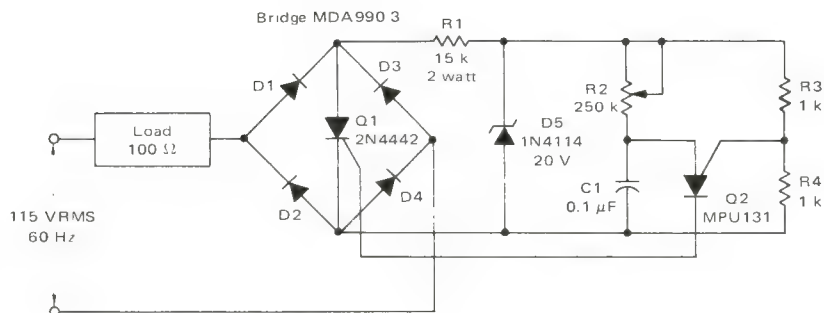 Bridge MDA990 3
R1
15 k
2 watt
D1
D3
Q1
2N4442
D2
D4
Load
100 Ω
115 VRMS
60 Hz
D5
1N4114
20 V
R2
250 k
C1
0.1 μF
Q2
MPU131
R3
1 k
R4
1 k